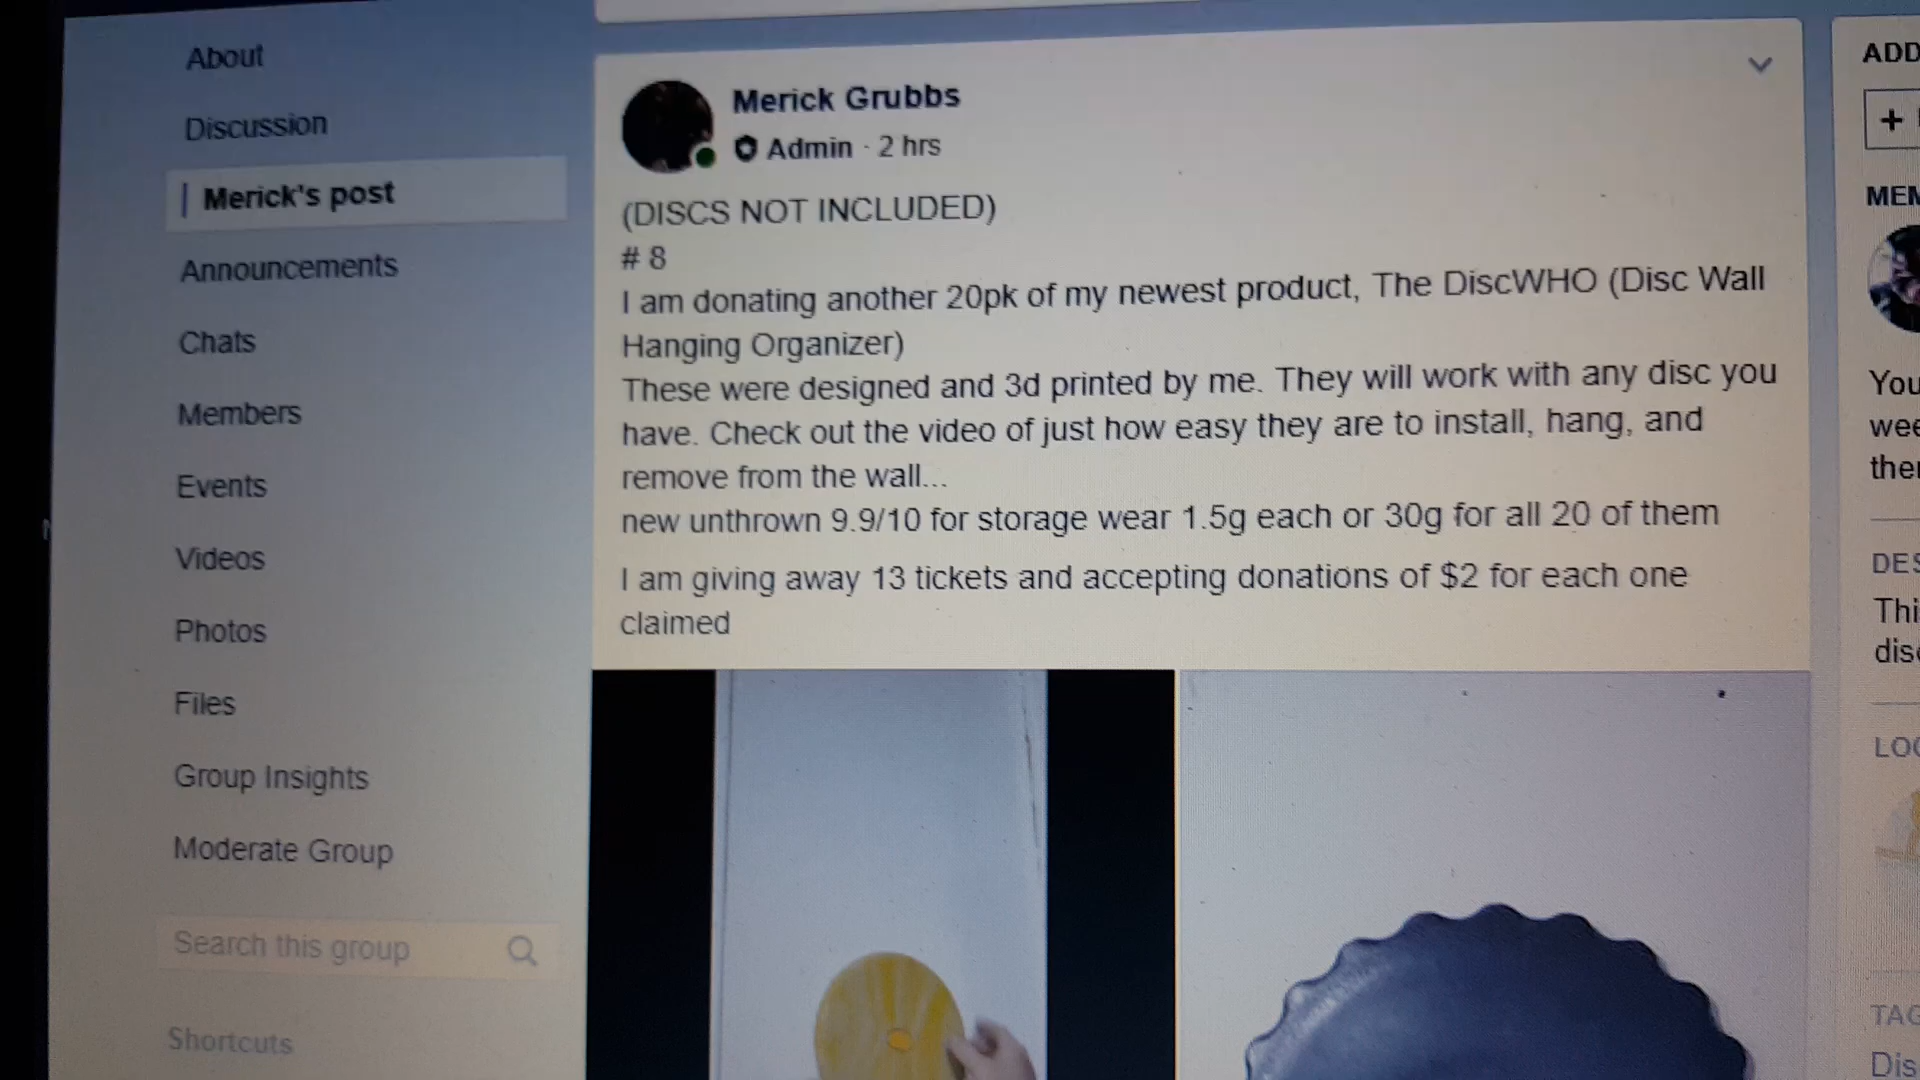 About
Discussion
Merick's post
Announcements
Chats
Members
Events
Videos
Photos
Files
Group Insights
Moderate Group
Search this group
Shortcuts
Merick Grubbs
Admin · 2 hrs
(DISCS NOT INCLUDED)
# 8
I am donating another 20pk of my newest product, The DiscWHO (Disc Wall
Hanging Organizer)
These were designed and 3d printed by me. They will work with any disc you
have. Check out the video of just how easy they are to install, hang, and
remove from the wall...
new unthrown 9.9/10 for storage wear 1.5g each or 30g for all 20 of them
I am giving away 13 tickets and accepting donations of $2 for each one
claimed
ADD
+
You